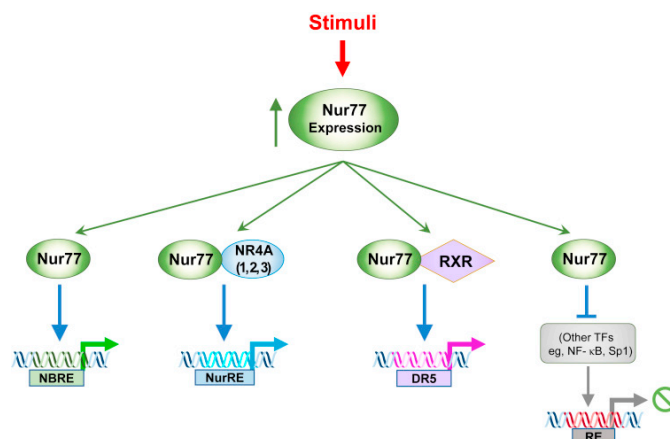 Stimuli
Nur77
Expression
Nur77
Nur77
NR4A
(1,2,3)
Nur77
RXR
Nur77
(Other TFs
eg, NF- κB, Sp1)
NBRE
NurRE
DR5
RE